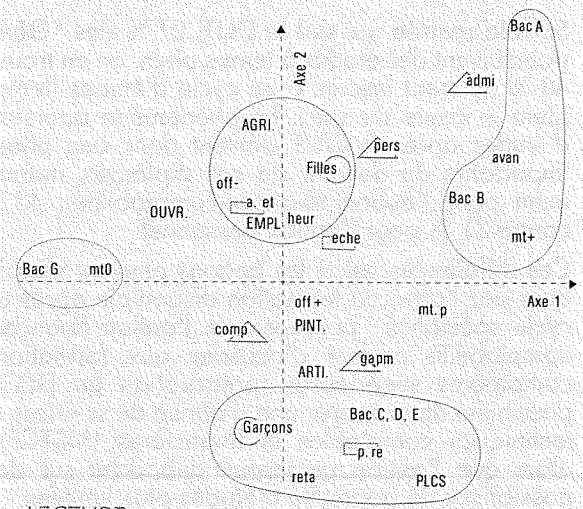 Bac A
Axe 2
admi
AGRI.
pers
Filles
avan
off-
a. et
Bac B
OUVR.
EMPL
heur
eche
mt+
Bac G
mt0
off+
mt. p
Axe 1
comp
PINT.
ARTI.
gapm
Garçons
Bac C, D, E
p. re
reta
PLCS